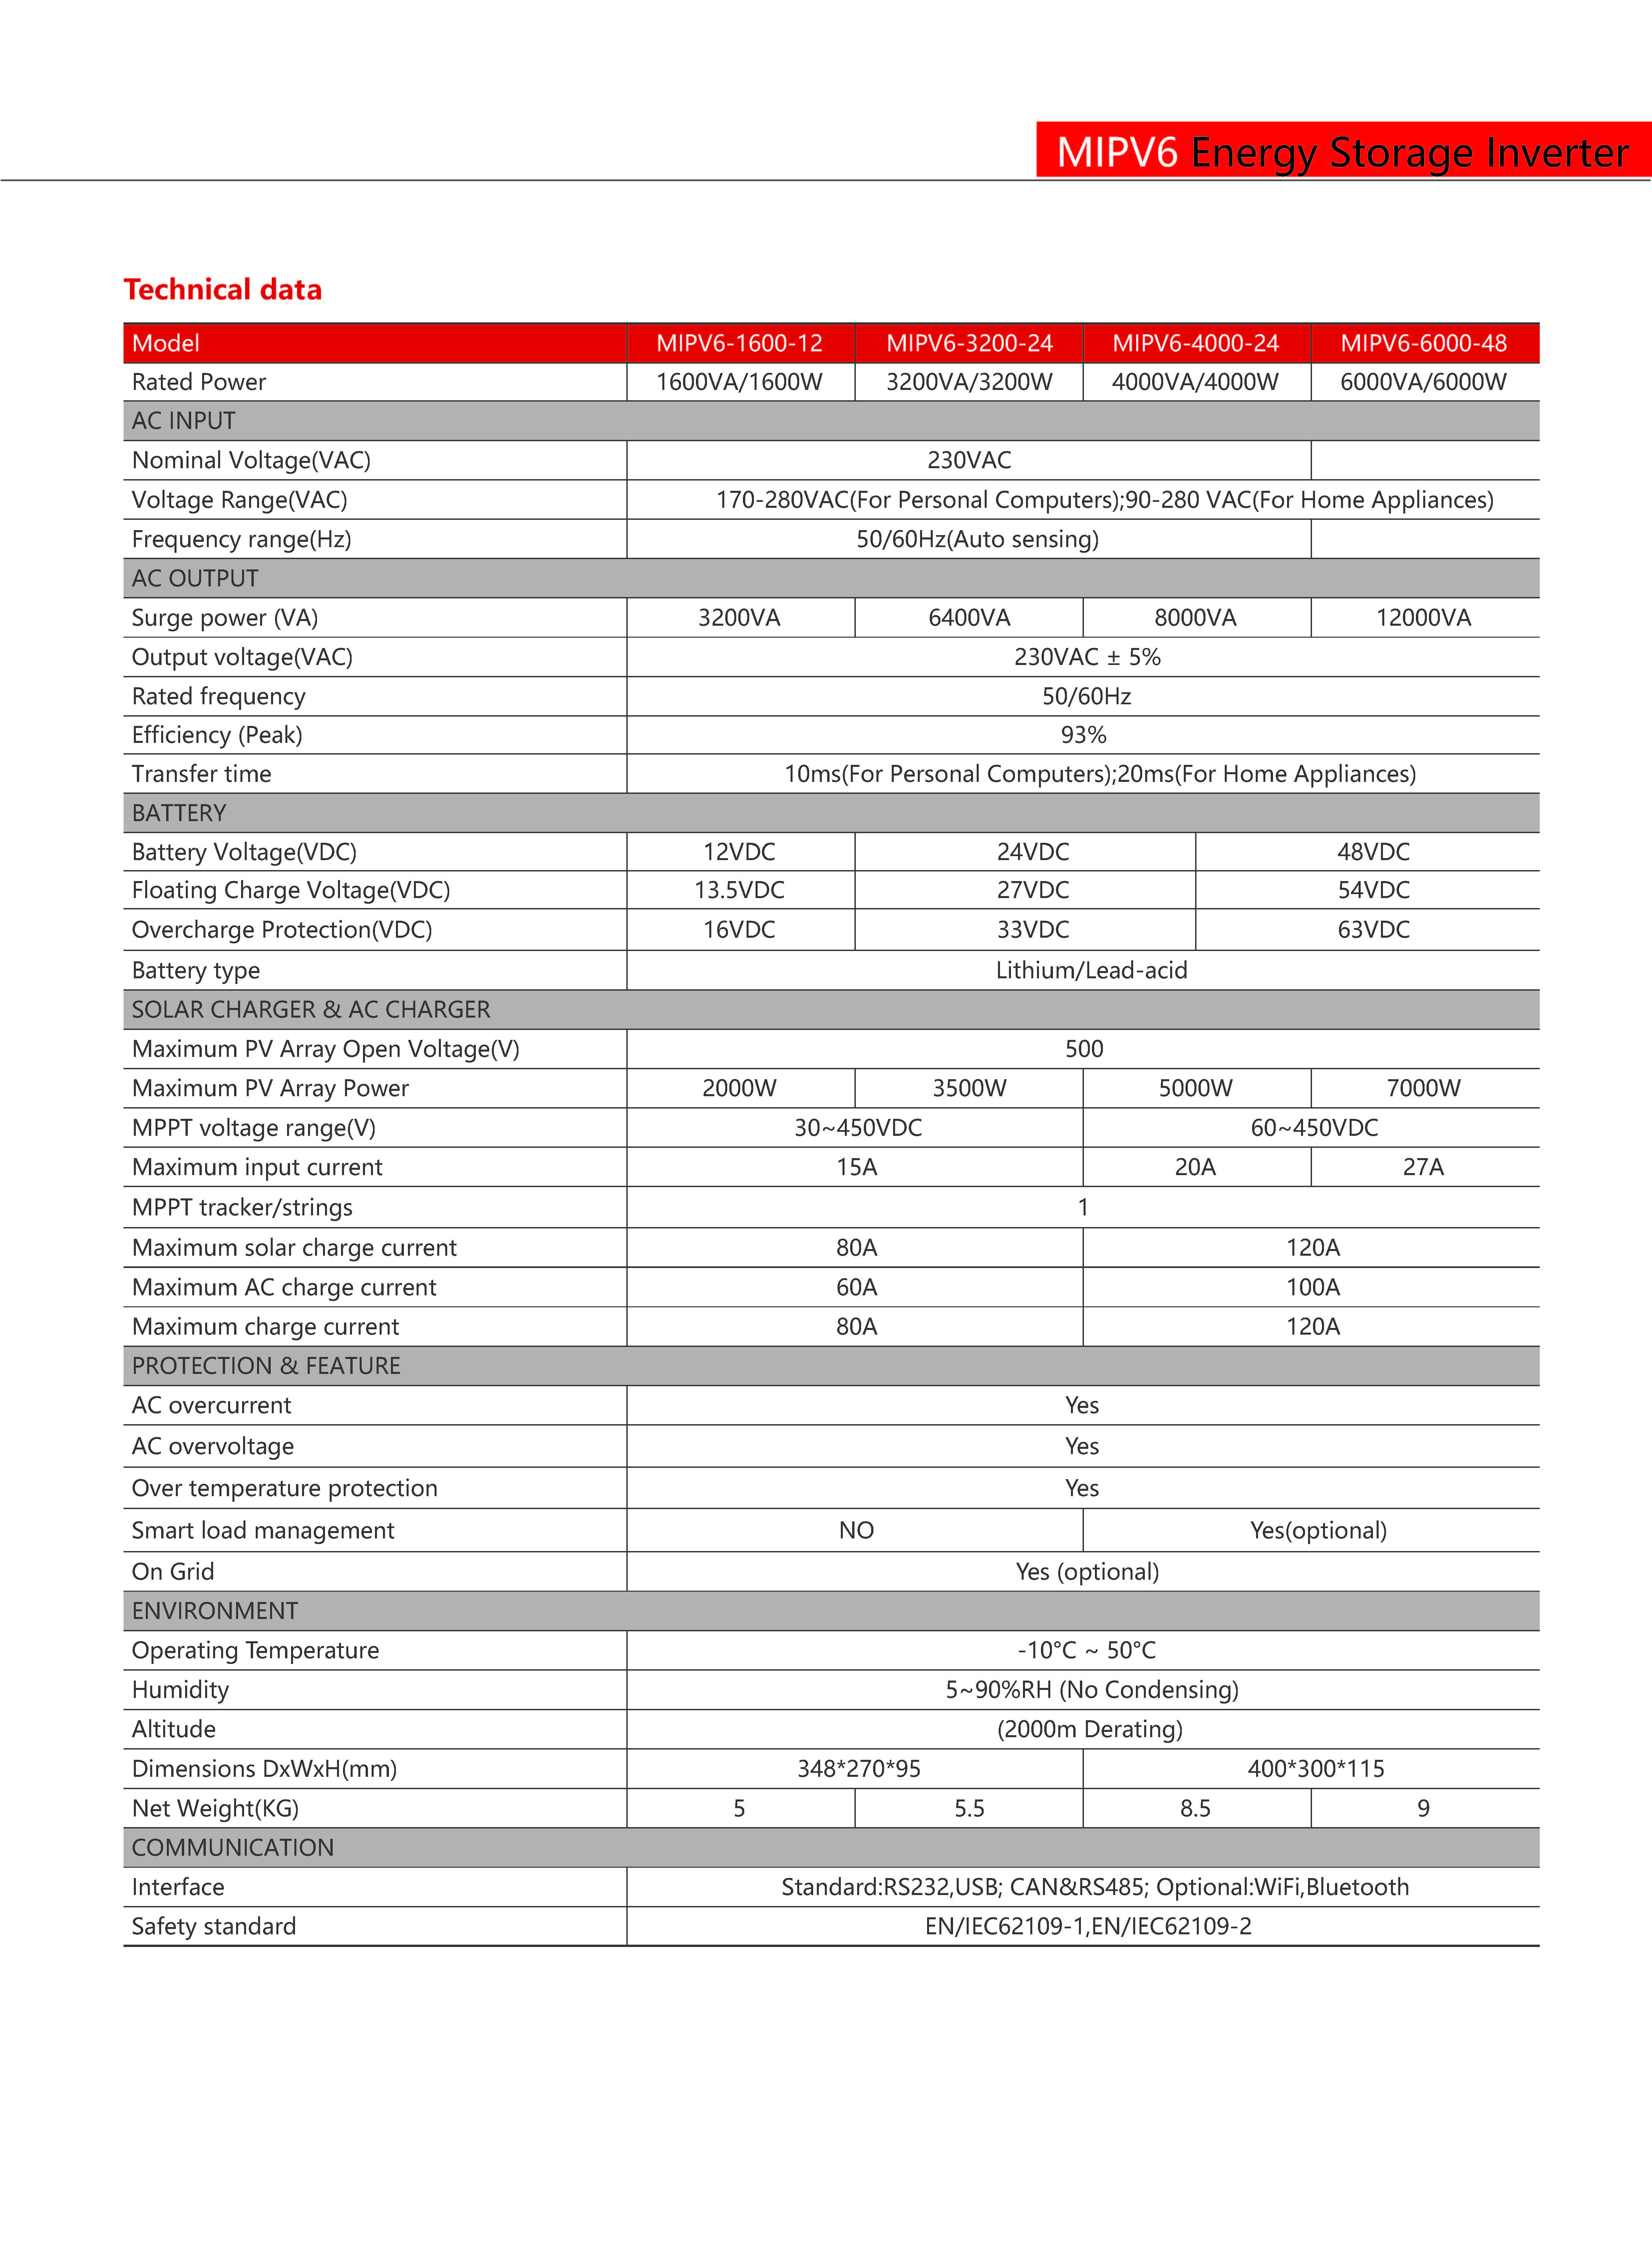 MIPV6 Energy Storage Inverter
Technical data
Model MIPV6-1600-12 MIPV6-3200-24 MIPV6-4000-24 MIPV6-6000-48
Rated Power 1600VA/1600W 3200VA/3200W 4000VA/4000W 6000VA/6000W
AC INPUT
Nominal Voltage(VAC) 230VAC
Voltage Range(VAC) 170-280VAC(For Personal Computers);90-280 VAC(For Home Appliances)
Frequency range(Hz) 50/60Hz(Auto sensing)
AC OUTPUT
Surge power (VA) 3200VA 6400VA 8000VA 12000VA
Output voltage(VAC) 230VAC ± 5%
Rated frequency 50/60Hz
Efficiency (Peak) 93%
Transfer time 10ms(For Personal Computers);20ms(For Home Appliances)
BATTERY
Battery Voltage(VDC) 12VDC 24VDC 48VDC
Floating Charge Voltage(VDC) 13.5VDC 27VDC 54VDC
Overcharge Protection(VDC) 16VDC 33VDC 63VDC
Battery type Lithium/Lead-acid
SOLAR CHARGER & AC CHARGER
Maximum PV Array Open Voltage(V) 500
Maximum PV Array Power 2000W 3500W 5000W 7000W
MPPT voltage range(V) 30~450VDC 60~450VDC
Maximum input current 15A 20A 27A
MPPT tracker/strings 1
Maximum solar charge current 80A 120A
Maximum AC charge current 60A 100A
Maximum charge current 80A 120A
PROTECTION & FEATURE
AC overcurrent Yes
AC overvoltage Yes
Over temperature protection Yes
Smart load management NO Yes(optional)
On Grid Yes (optional)
ENVIRONMENT
Operating Temperature -10°C ~ 50°C
Humidity 5~90%RH (No Condensing)
Altitude (2000m Derating)
Dimensions DxWxH(mm) 348*270*95 400*300*115
Net Weight(KG) 5 5.5 8.5 9
COMMUNICATION
Interface Standard:RS232,USB; CAN&RS485; Optional:WiFi,Bluetooth
Safety standard EN/IEC62109-1,EN/IEC62109-2